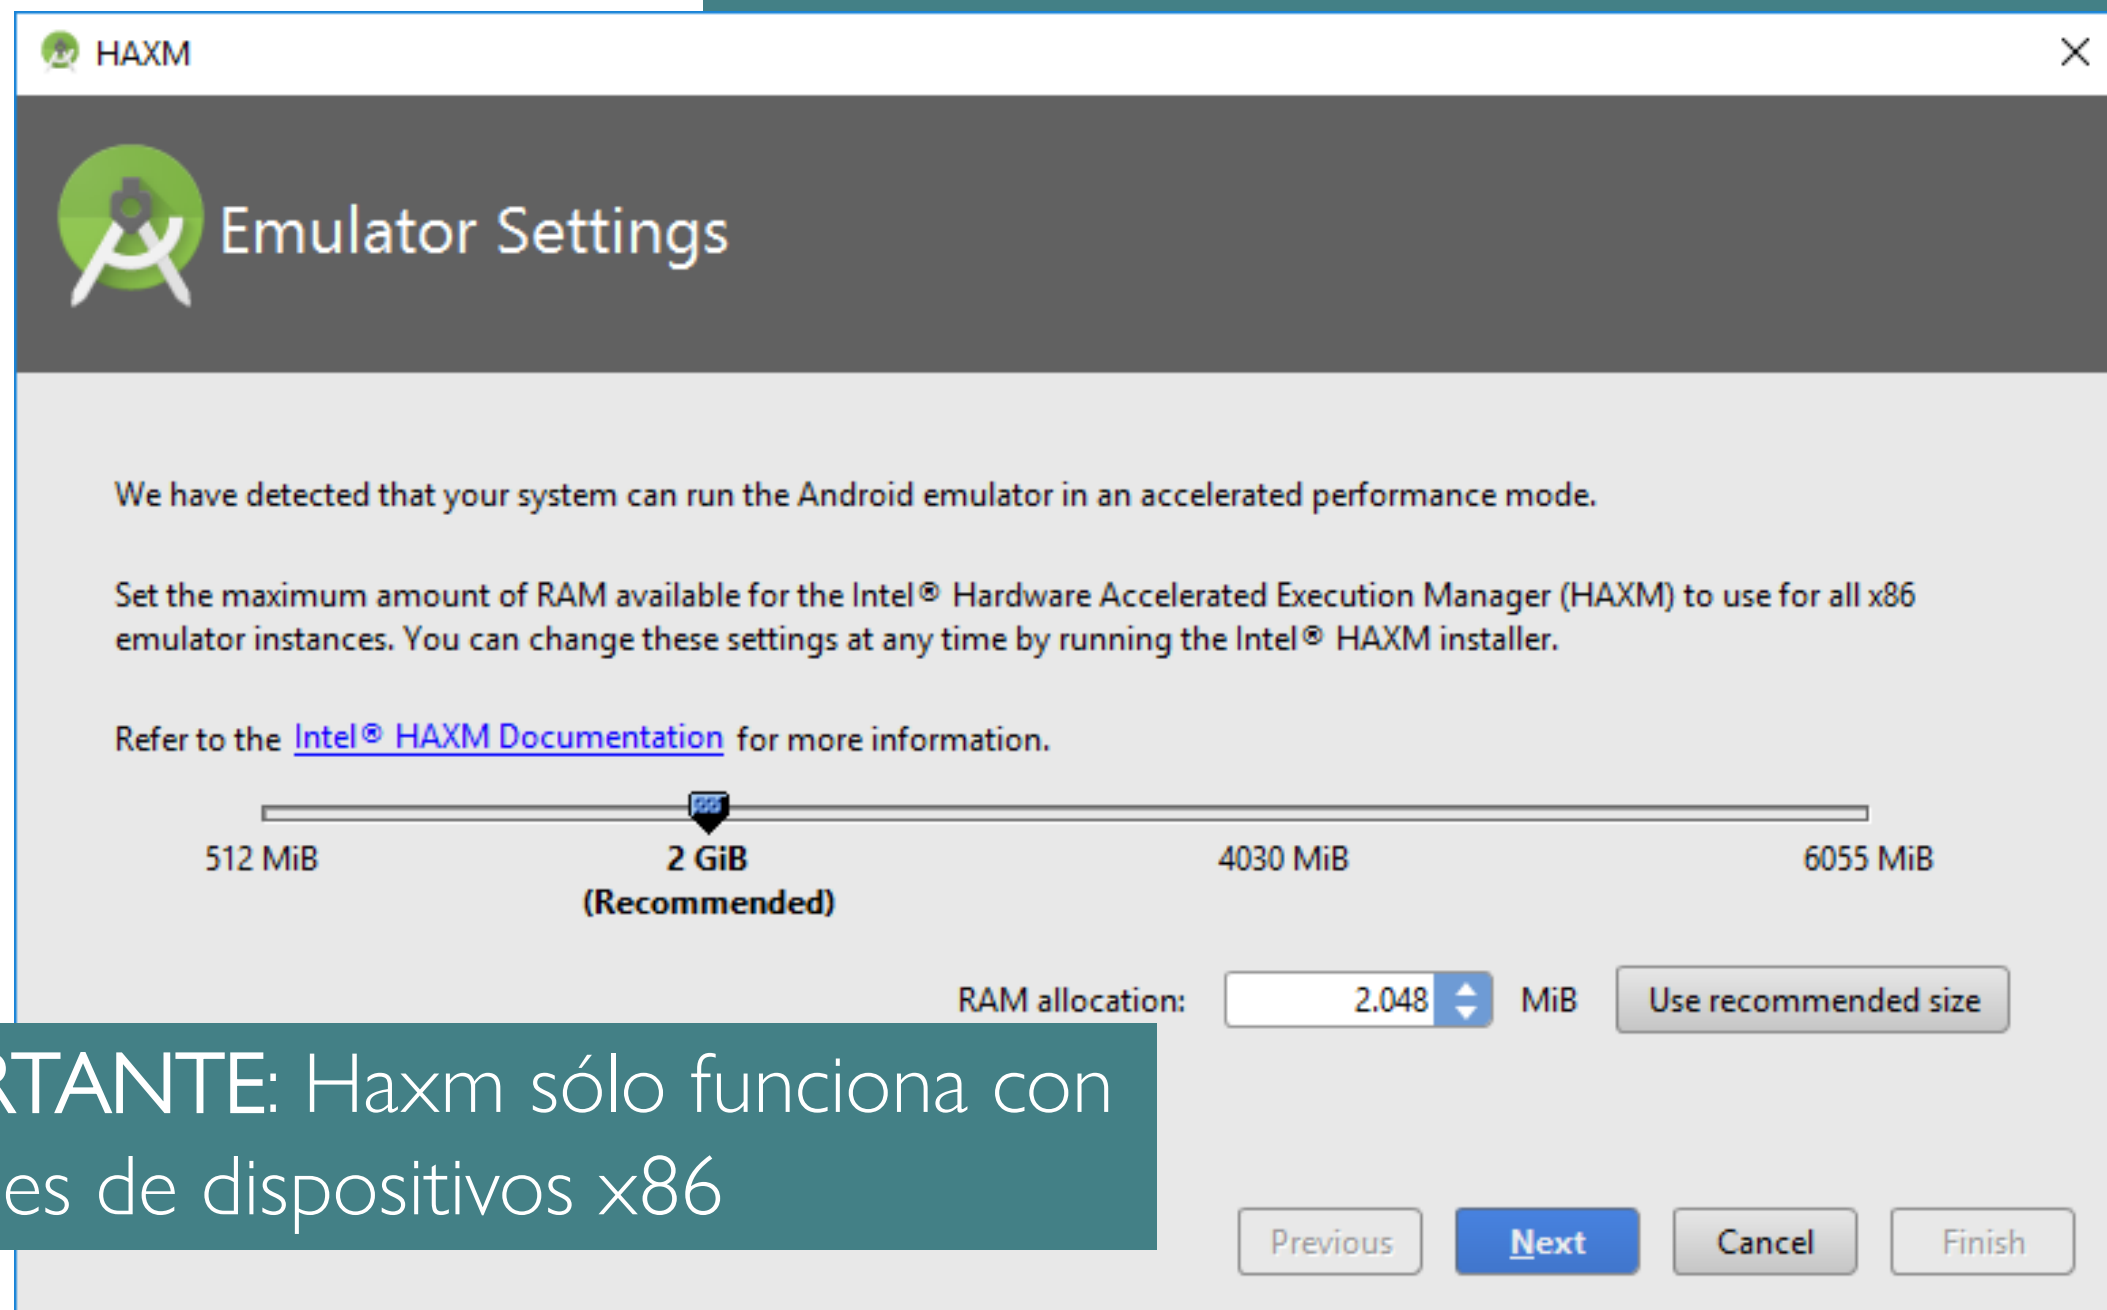 HAXM
Emulator Settings
We have detected that your system can run the Android emulator in an accelerated performance mode.
Set the maximum amount of RAM available for the Intel® Hardware Accelerated Execution Manager (HAXM) to use for all x86
emulator instances. You can change these settings at any time by running the Intel® HAXM installer.
Refer to the Intel® HAXM Documentation for more information.
512 MiB 2 GiB 4030 MiB 6055 MiB
(Recommended)
RAM allocation: 2.048 MiB Use recommended size
RTANTE: Haxm sólo funciona con
es de dispositivos x86
Previous Next Cancel Finish